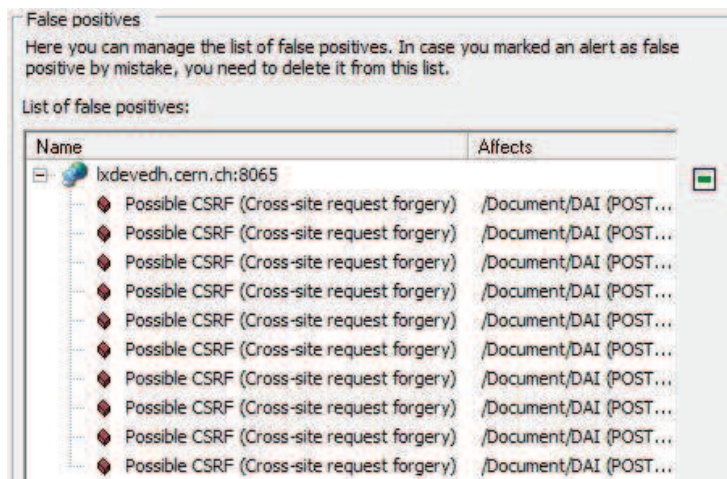 False positives
Here you can manage the list of false positives. In case you marked an alert as false
positive by mistake, you need to delete it from this list.
List of false positives:
Name Affects
lxdevedh.cern.ch:8065
Possible CSRF (Cross-site request forgery) /Document/DAI (POST...
Possible CSRF (Cross-site request forgery) /Document/DAI (POST...
Possible CSRF (Cross-site request forgery) /Document/DAI (POST...
Possible CSRF (Cross-site request forgery) /Document/DAI (POST...
Possible CSRF (Cross-site request forgery) /Document/DAI (POST...
Possible CSRF (Cross-site request forgery) /Document/DAI (POST...
Possible CSRF (Cross-site request forgery) /Document/DAI (POST...
Possible CSRF (Cross-site request forgery) /Document/DAI (POST...
Possible CSRF (Cross-site request forgery) /Document/DAI (POST...
Possible CSRF (Cross-site request forgery) /Document/DAI (POST...